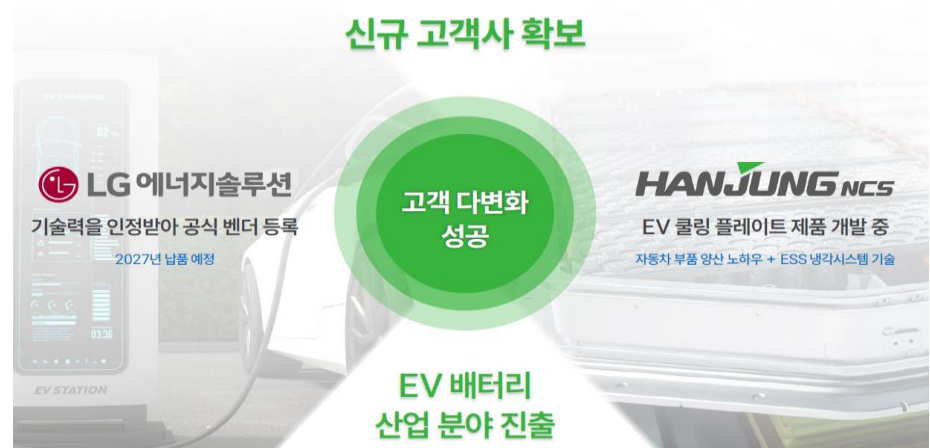 신규 고객사 확보
LG 에너지솔루션
기술력을 인정받아 공식 벤더 등록
2027년 납품 예정
고객 다변화
성공
HANJUNG NCS
EV 쿨링 플레이트 제품 개발 중
자동차 부품 양산 노하우 + ESS 냉각시스템 기술
62
03:36
EV STATION
EV 배터리
산업 분야 진출